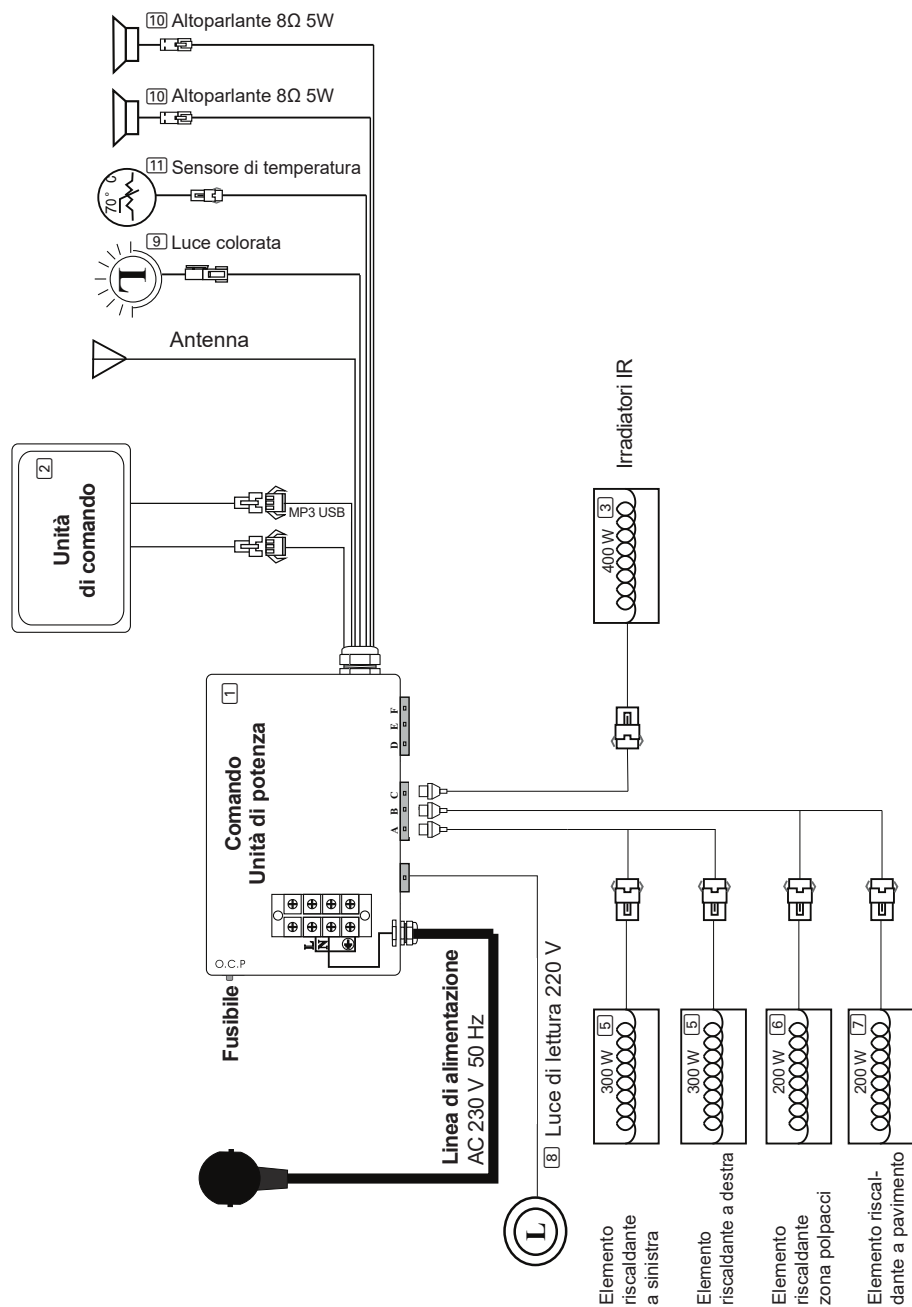 10 Altoparlante 8Ω 5W
10 Altoparlante 8Ω 5W
11 Sensore di temperatura
70° C
9 Luce colorata
L
Antenna
2
Unità
di comando
MP3 USB
1
Comando
Unità di potenza
A B C
D E F
L
N
O.C.P
Fusibile
Linea di alimentazione
AC 230 V 50 Hz
8 Luce di lettura 220 V
L
Irradiatori IR
3
400 W
5
300 W
Elemento
riscaldante
a sinistra
5
300 W
Elemento
riscaldante a destra
6
200 W
Elemento
riscaldante
zona polpacci
7
200 W
Elemento riscal-
dante a pavimento